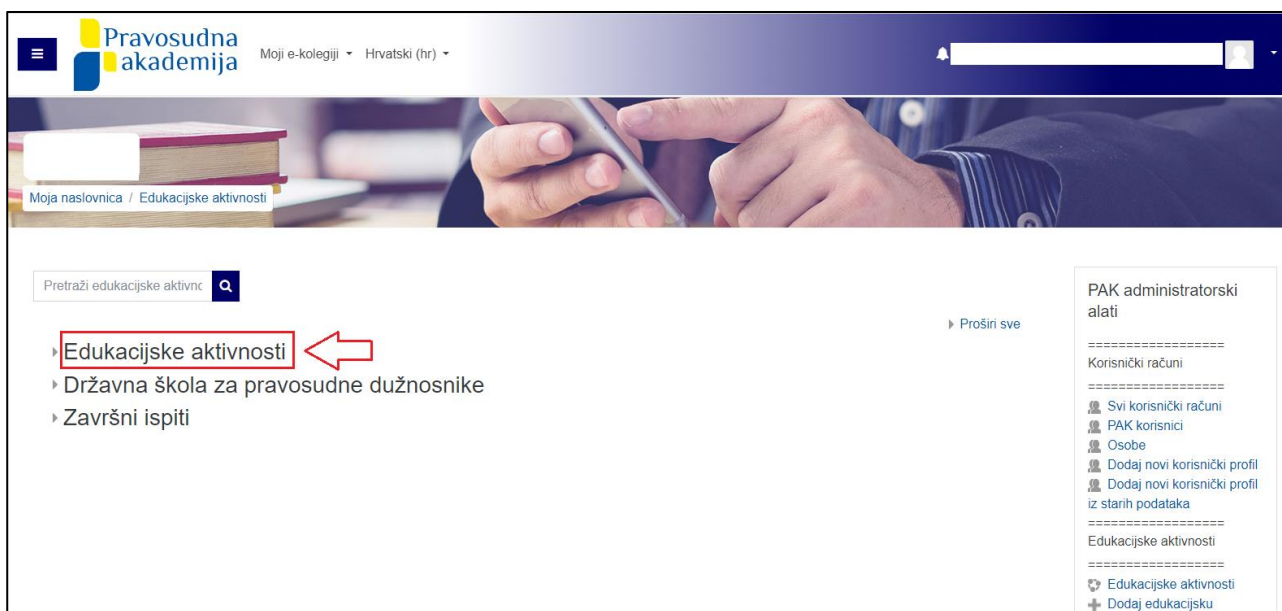 Pravosudna
akademija
Moji e-kolegiji
Hrvatski (hr)
Moja naslovnica / Edukacijske aktivnosti
Pretraži edukacijske aktivnc
Proširi sve
Edukacijske aktivnosti
Državna škola za pravosudne dužnosnike
Završni ispiti
PAK administratorski
alati
==================
Korisnički računi
==================
Svi korisnički računi
PAK korisnici
Osobe
Dodaj novi korisnički profil
Dodaj novi korisnički profil
iz starih podataka
==================
Edukacijske aktivnosti
==================
Edukacijske aktivnosti
Dodaj edukacijsku